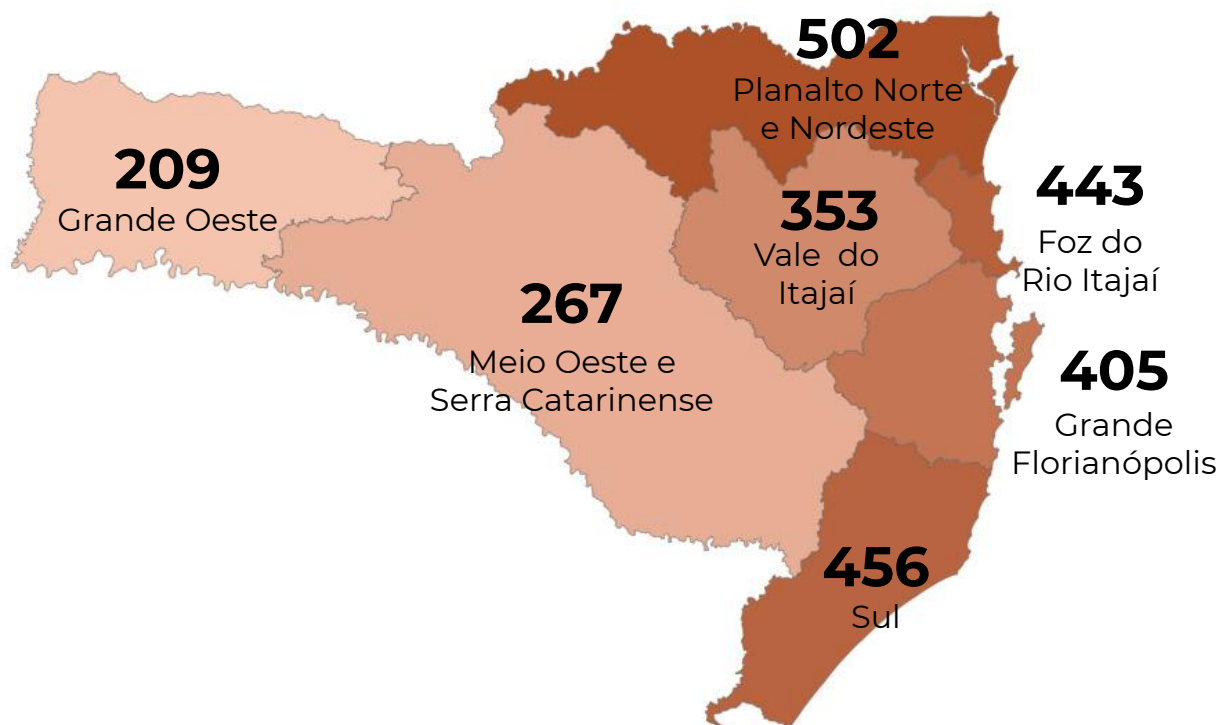 502
Planalto Norte
e Nordeste
209
Grande Oeste
353
Vale do
Itajaí
443
Foz do
Rio Itajaí
267
Meio Oeste e
Serra Catarinense
405
Grande
Florianópolis
456
Sul